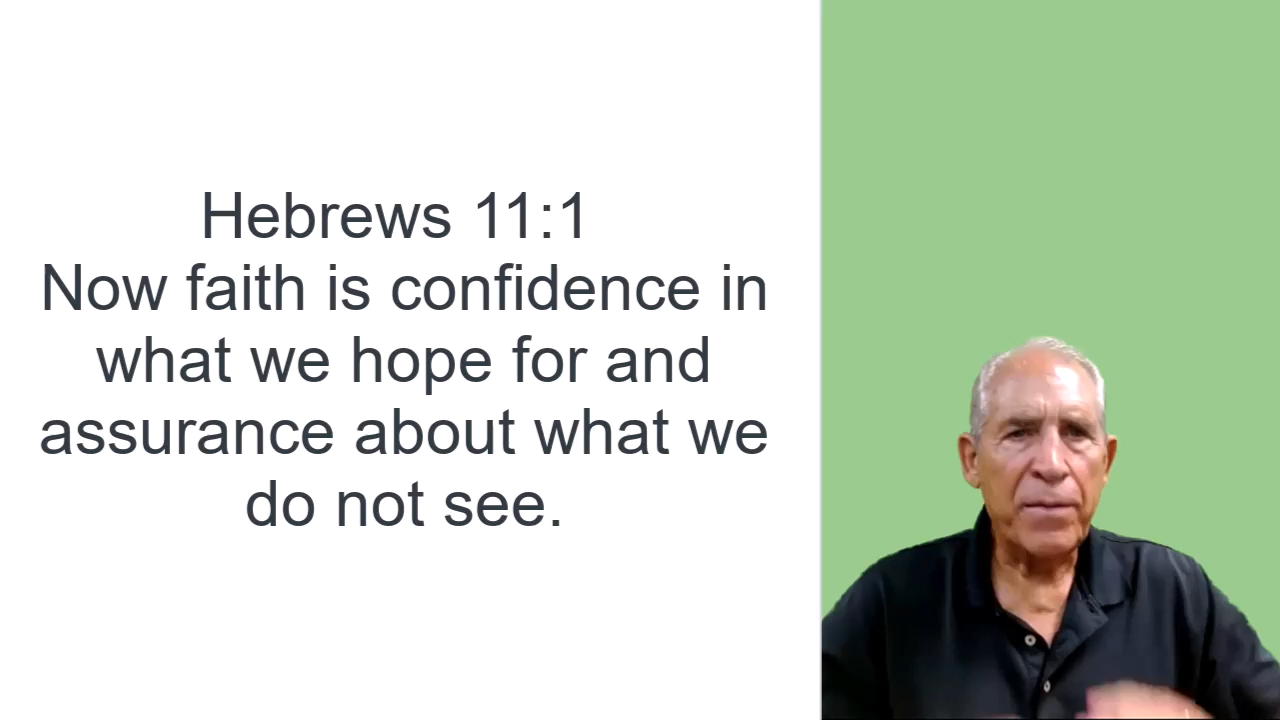 Hebrews 11:1
Now faith is confidence in
what we hope for and
assurance about what we
do not see.